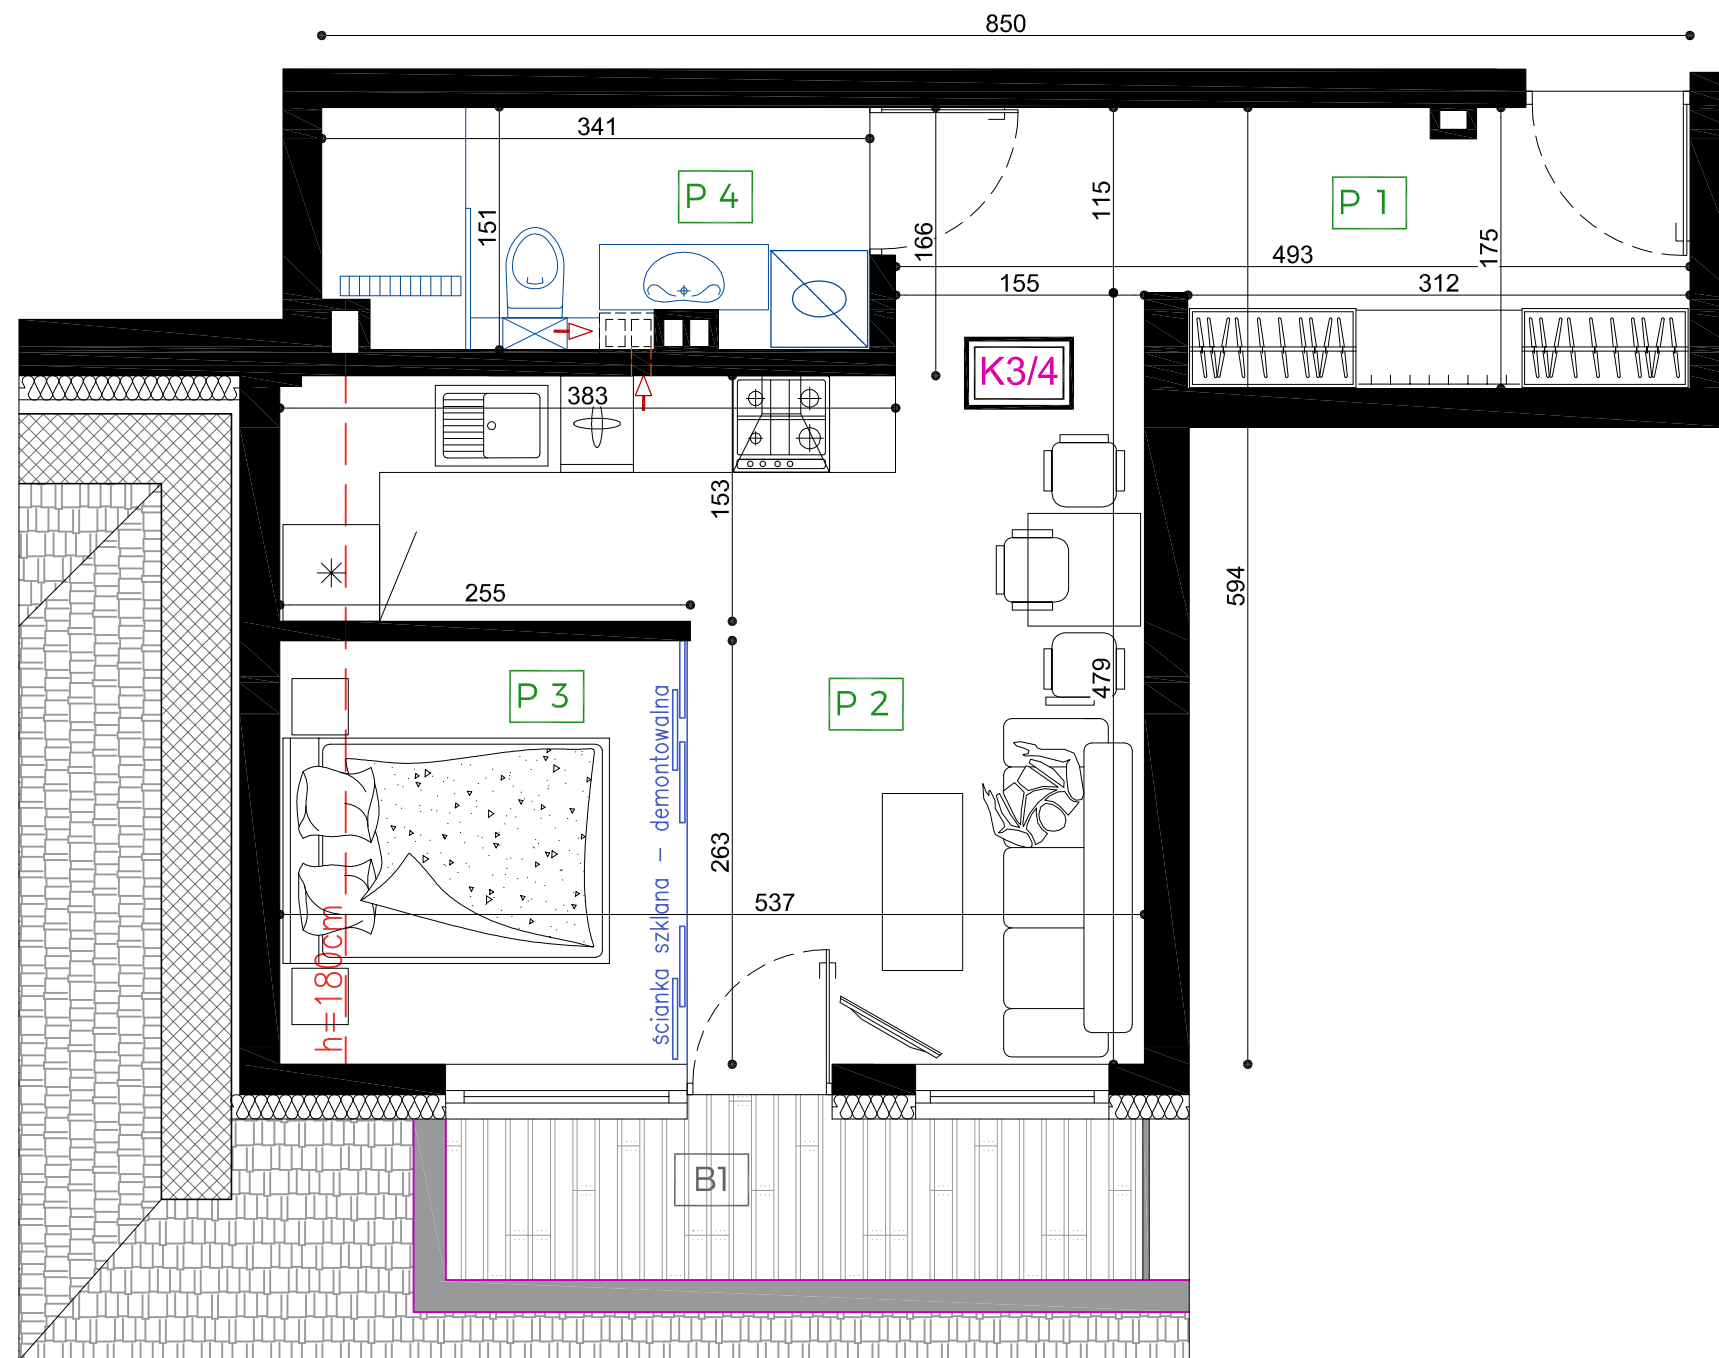 850
341
P 4
151
166
115
P 1
175
493
155
312
K3/4
383
153
255
594
P 3
P 2
479
ścianka szklana – demontowalna
263
537
h=180cm
B1